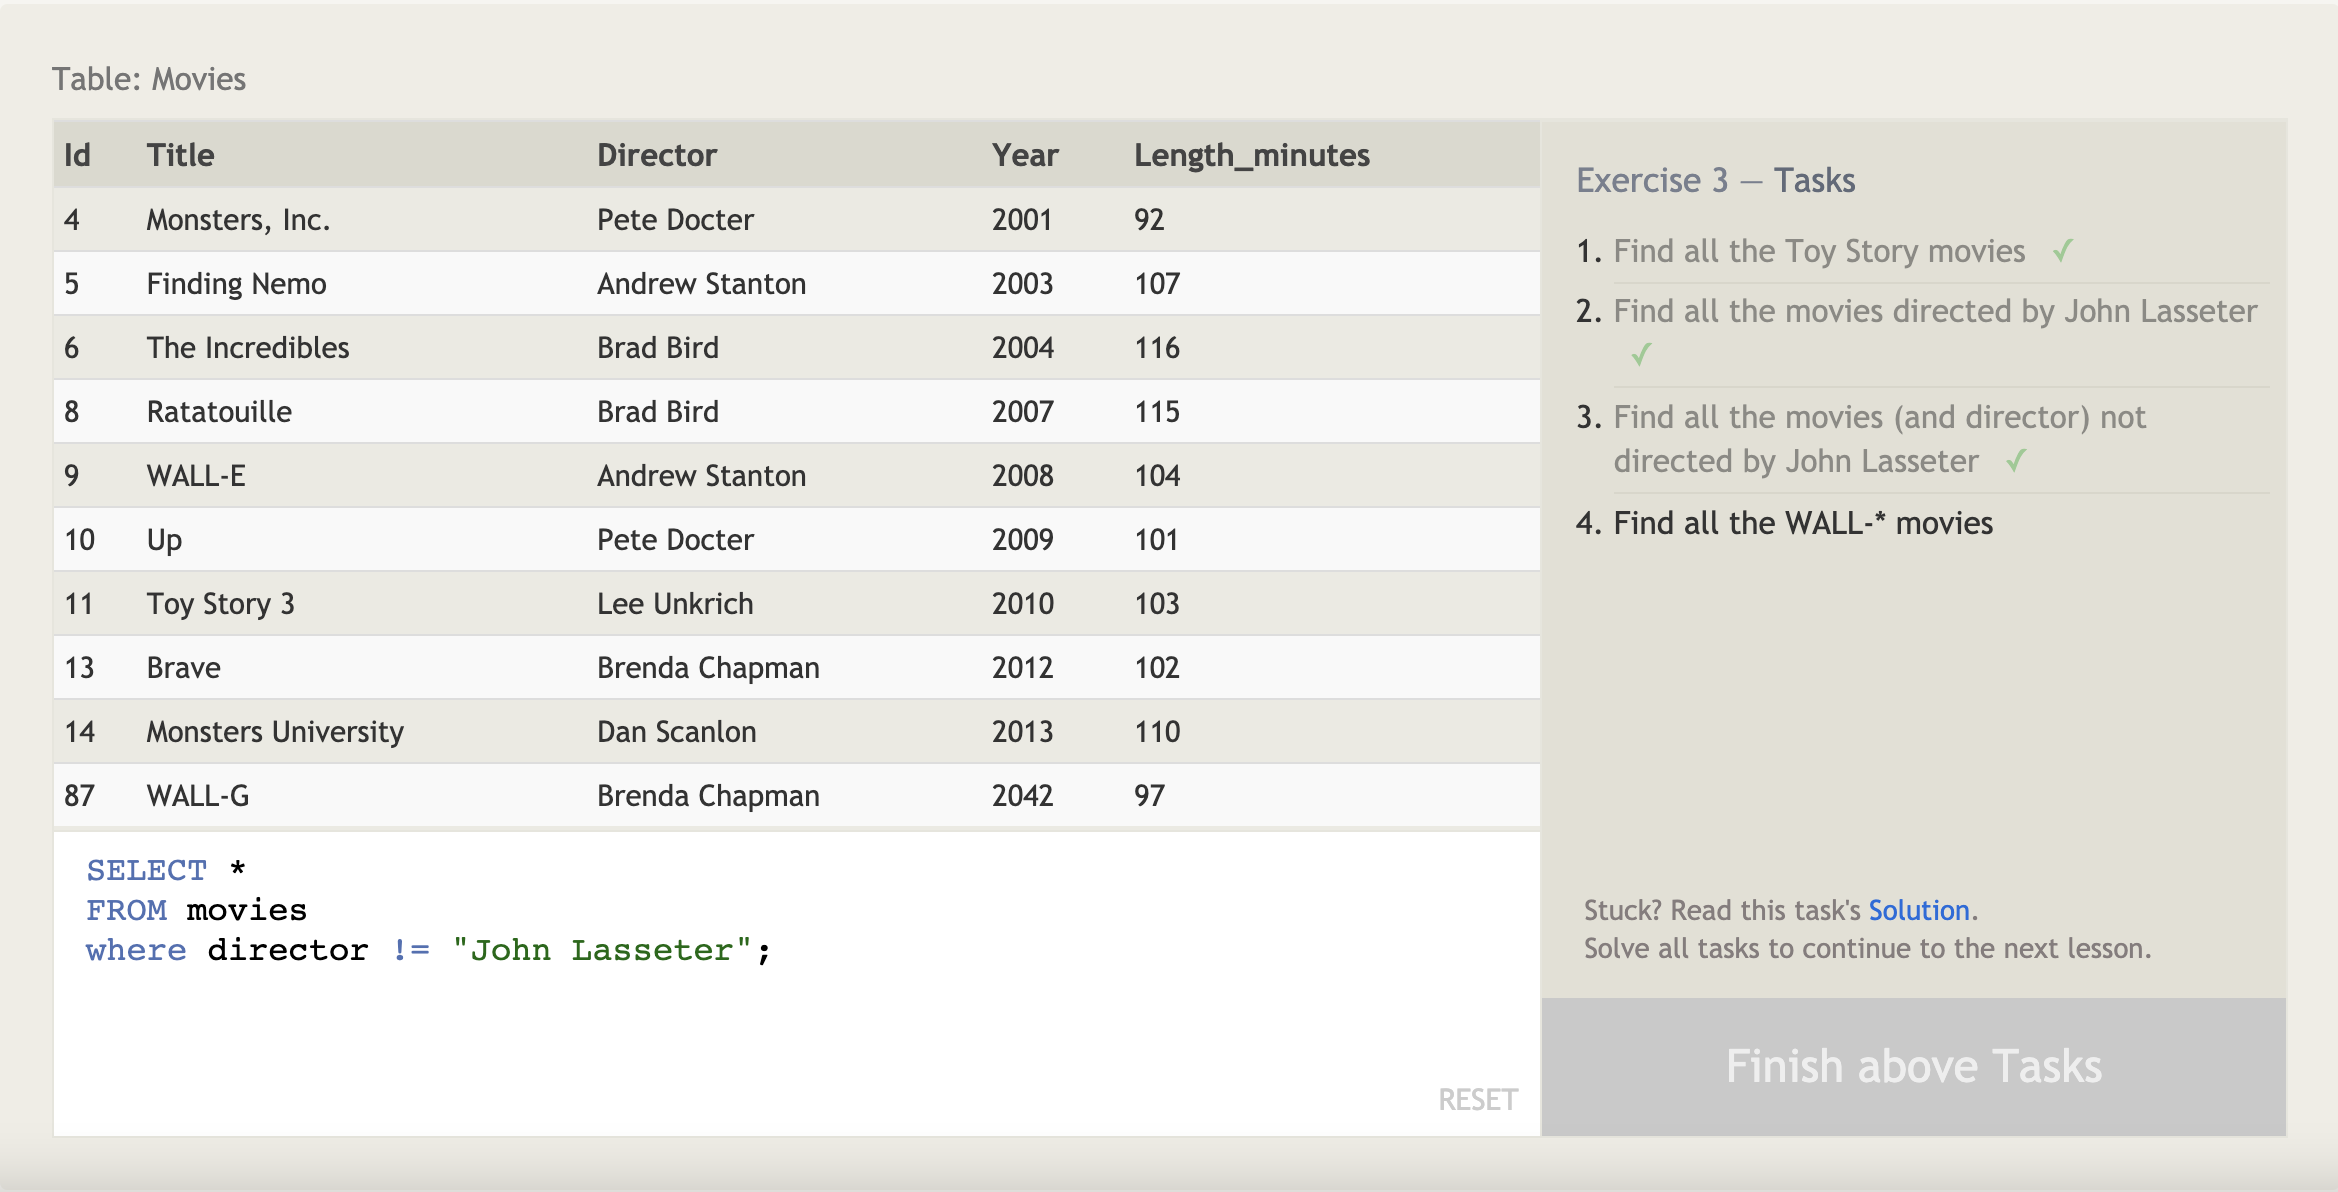 Table: Movies
Id Title Director Year Length_minutes
4 Monsters, Inc. Pete Docter 2001 92
5 Finding Nemo Andrew Stanton 2003 107
6 The Incredibles Brad Bird 2004 116
8 Ratatouille Brad Bird 2007 115
9 WALL-E Andrew Stanton 2008 104
10 Up Pete Docter 2009 101
11 Toy Story 3 Lee Unkrich 2010 103
13 Brave Brenda Chapman 2012 102
14 Monsters University Dan Scanlon 2013 110
87 WALL-G Brenda Chapman 2042 97
SELECT *
FROM movies
where director != "John Lasseter";
RESET
Exercise 3 — Tasks
1. Find all the Toy Story movies ✓
2. Find all the movies directed by John Lasseter
✓
3. Find all the movies (and director) not
directed by John Lasseter ✓
4. Find all the WALL-* movies
Stuck? Read this task's Solution.
Solve all tasks to continue to the next lesson.
Finish above Tasks